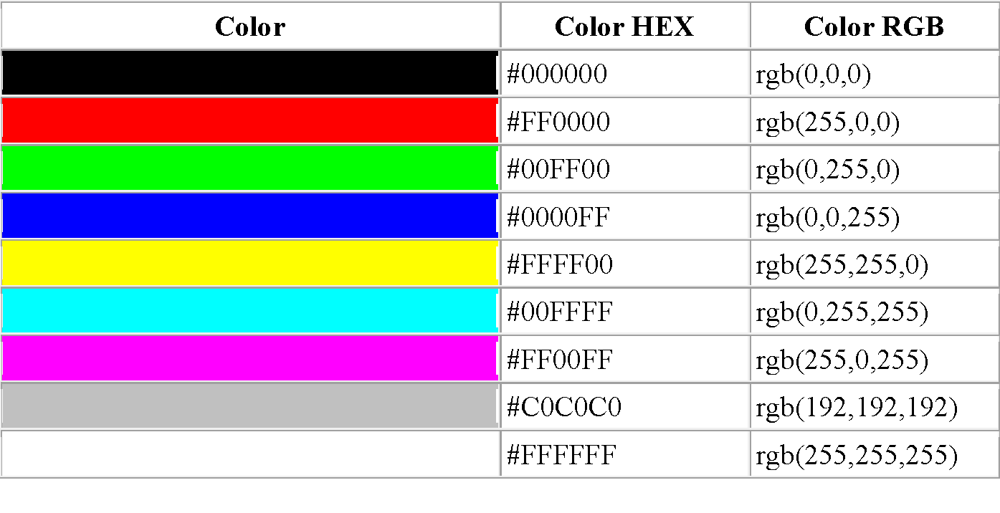 Color Color HEX Color RGB
#000000 rgb(0,0,0)
#FF0000 rgb(255,0,0)
#00FF00 rgb(0,255,0)
#0000FF rgb(0,0,255)
#FFFF00 rgb(255,255,0)
#00FFFF rgb(0,255,255)
#FF00FF rgb(255,0,255)
#C0C0C0 rgb(192,192,192)
#FFFFFF rgb(255,255,255)